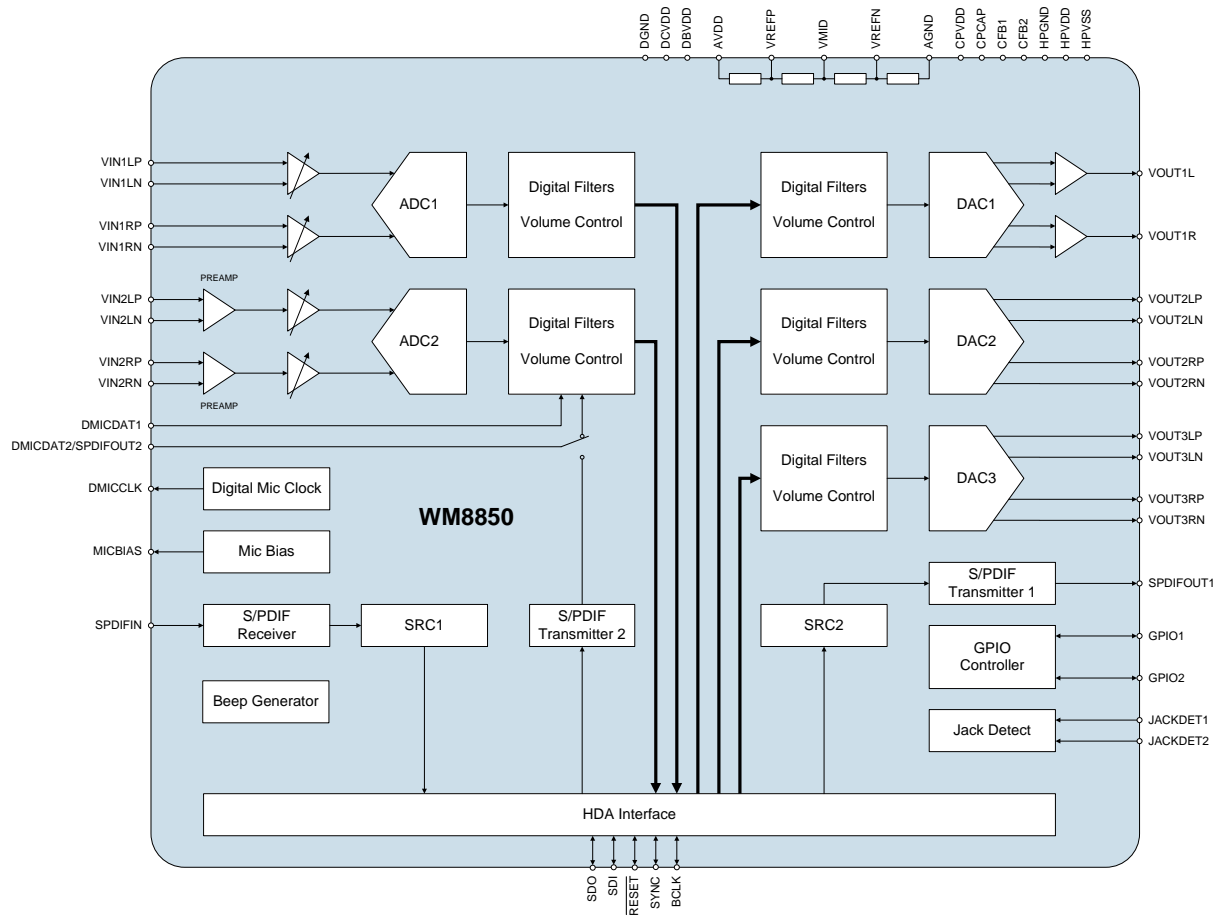 DGND
DCVDD
DBVDD
AVDD
VREFP
VMID
VREFN
AGND
CPVDD
CPCAP
CFB1
CFB2
HPGND
HPVDD
HPVSS
VIN1LP
VIN1LN
VIN1RP
VIN1RN
ADC1
Digital Filters
Volume Control
Digital Filters
Volume Control
DAC1
VOUT1L
VOUT1R
PREAMP
VIN2LP
VIN2LN
VIN2RP
VIN2RN
PREAMP
ADC2
Digital Filters
Volume Control
Digital Filters
Volume Control
DAC2
VOUT2LP
VOUT2LN
VOUT2RP
VOUT2RN
DMICDAT1
DMICDAT2/SPDIFOUT2
Digital Filters
Volume Control
DAC3
VOUT3LP
VOUT3LN
VOUT3RP
VOUT3RN
DMICCLK
Digital Mic Clock
WM8850
MICBIAS
Mic Bias
S/PDIF
Transmitter 1
SPDIFOUT1
SPDIFIN
S/PDIF
Receiver
SRC1
S/PDIF
Transmitter 2
SRC2
GPIO
Controller
GPIO1
GPIO2
Beep Generator
Jack Detect
JACKDET1
JACKDET2
HDA Interface
SDO
SDI
RESET
SYNC
BCLK